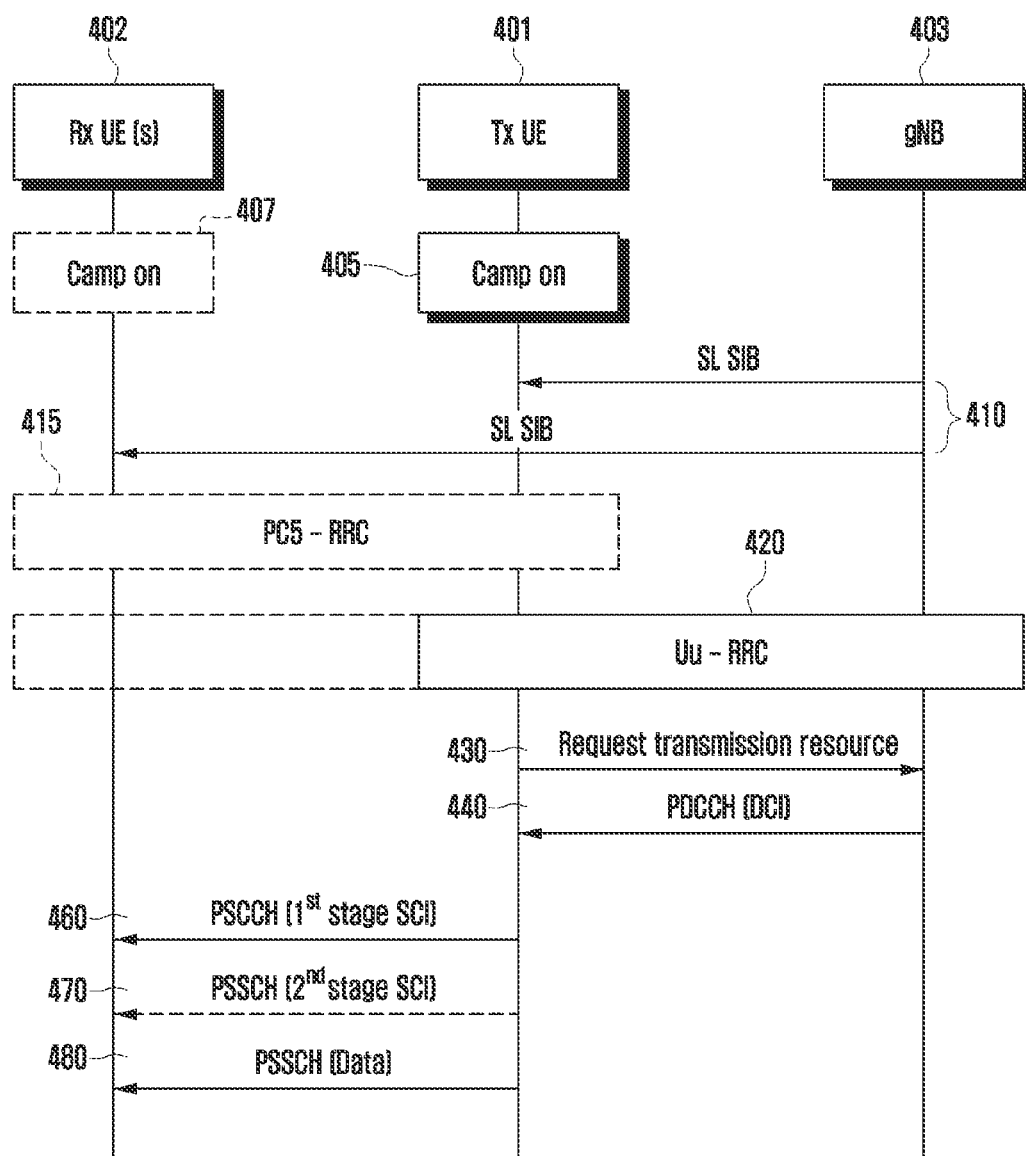 402
401
403
Rx UE (s)
Tx UE
gNB
407
Camp on
405
Camp on
SL SIB
410
415
SL SIB
PC5 - RRC
420
Uu - RRC
430
Request transmission resource
440
PDCCH (DCI)
460
PSCCH (1st stage SCI)
470
PSSCH (2nd stage SCI)
480
PSSCH (Data)